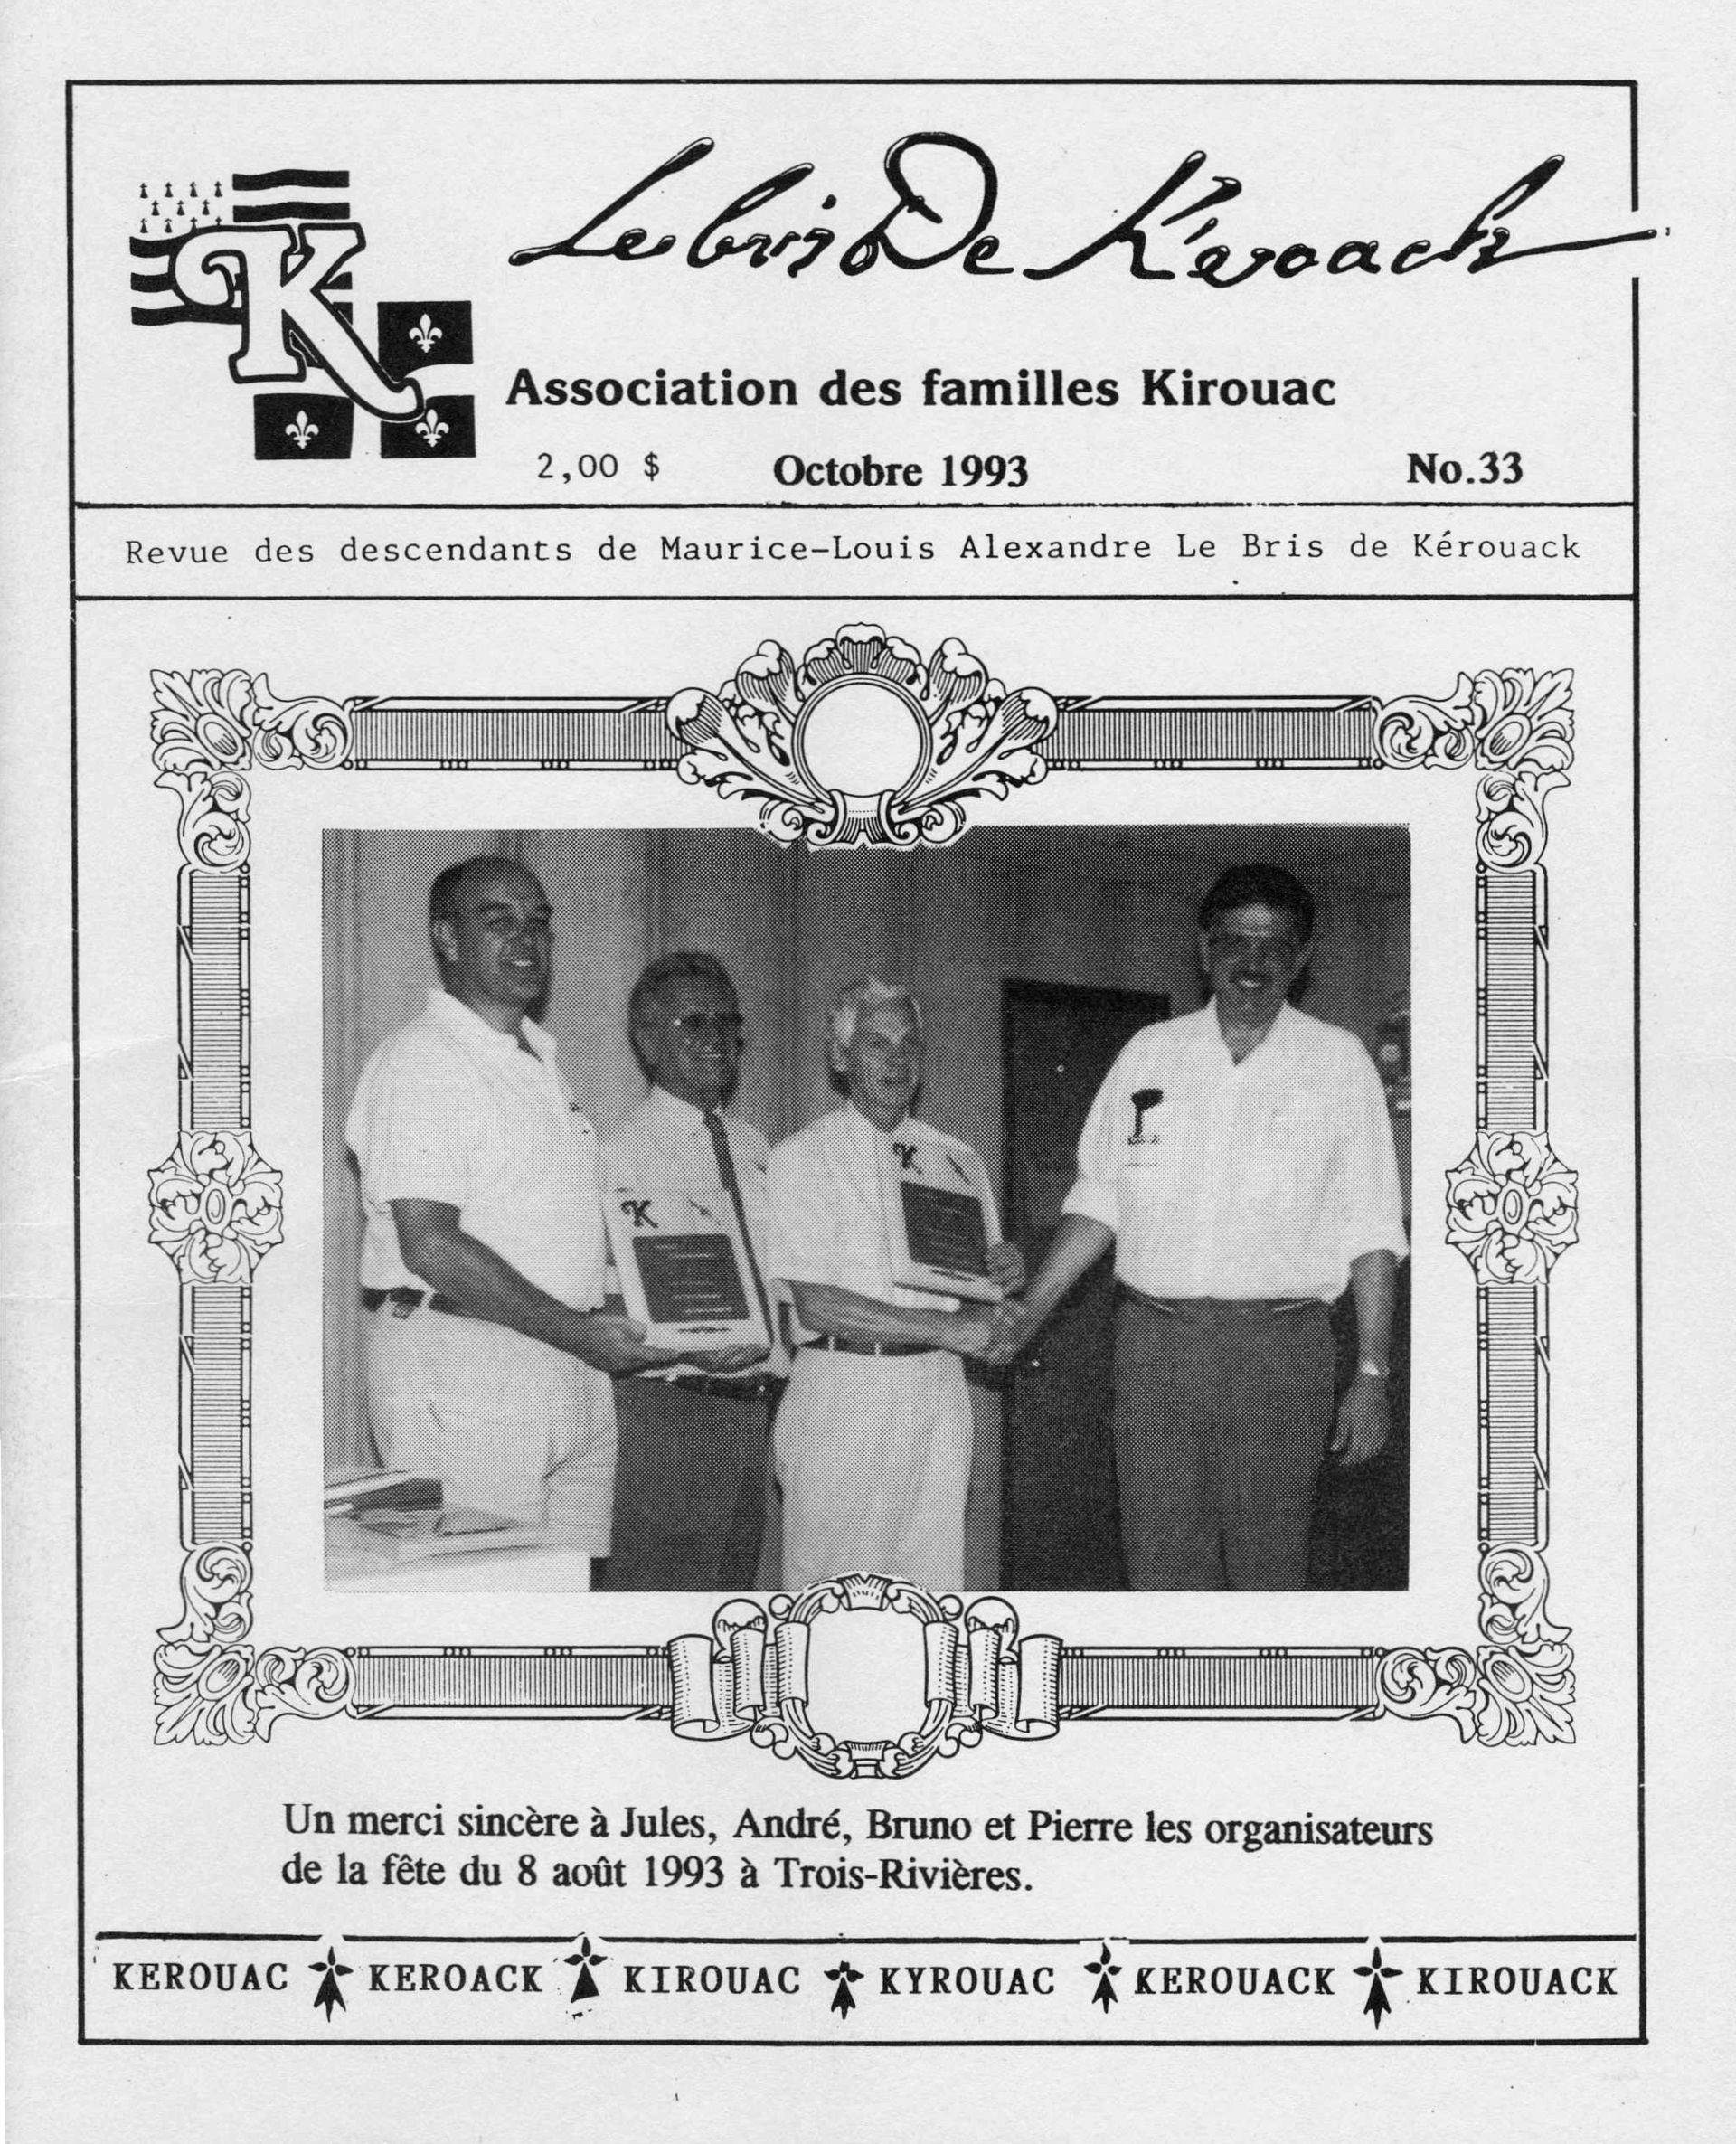 Le bris De K'eroack
Association des familles Kirouac
2,00 $ Octobre 1993 No.33
Revue des descendants de Maurice-Louis Alexandre Le Bris de Kérouack
K
K
K
Un merci sincère à Jules, André, Bruno et Pierre les organisateurs
de la fête du 8 août 1993 à Trois-Rivières.
KEROUAC KEROACK KIROUAC KYROUAC KEROUACK KIROUACK